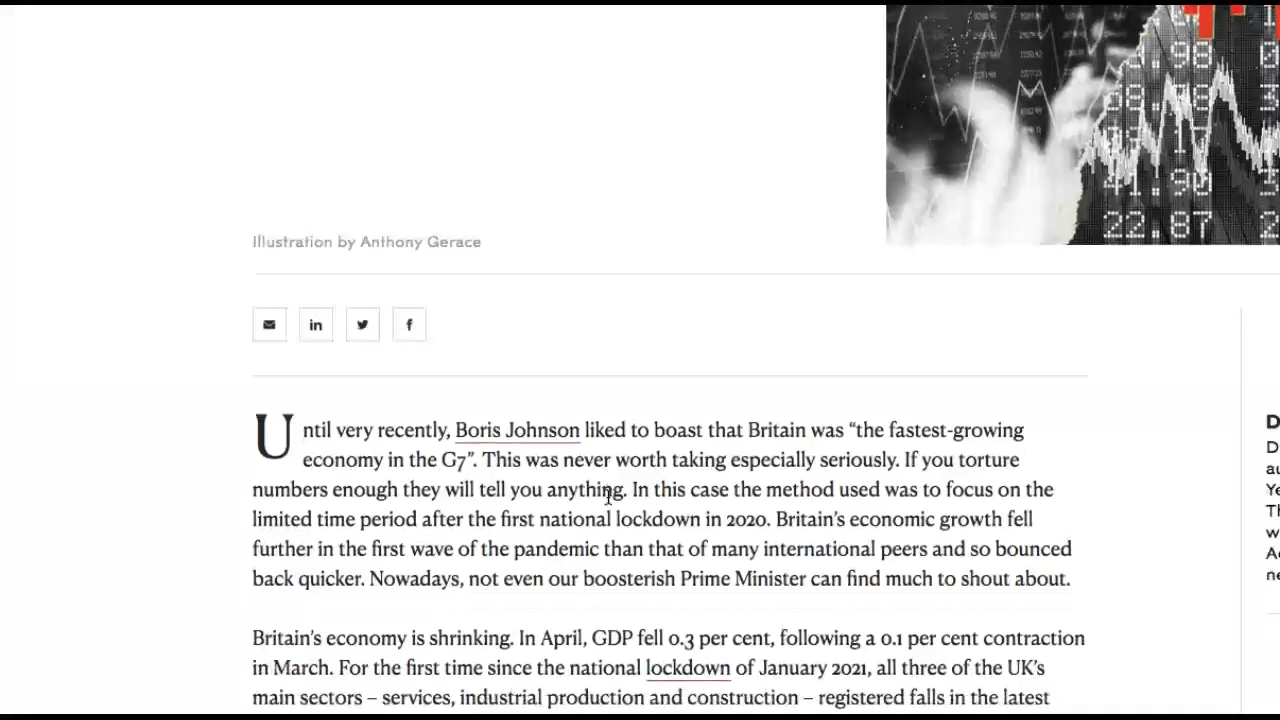 98
22.87
Illustration by Anthony Gerace
in
f
Until very recently, Boris Johnson liked to boast that Britain was “the fastest-growing
economy in the G7”. This was never worth taking especially seriously. If you torture
numbers enough they will tell you anything. In this case the method used was to focus on the
limited time period after the first national lockdown in 2020. Britain’s economic growth fell
further in the first wave of the pandemic than that of many international peers and so bounced
back quicker. Nowadays, not even our boosterish Prime Minister can find much to shout about.
Britain’s economy is shrinking. In April, GDP fell 0.3 per cent, following a 0.1 per cent contraction
in March. For the first time since the national lockdown of January 2021, all three of the UK’s
main sectors – services, industrial production and construction – registered falls in the latest